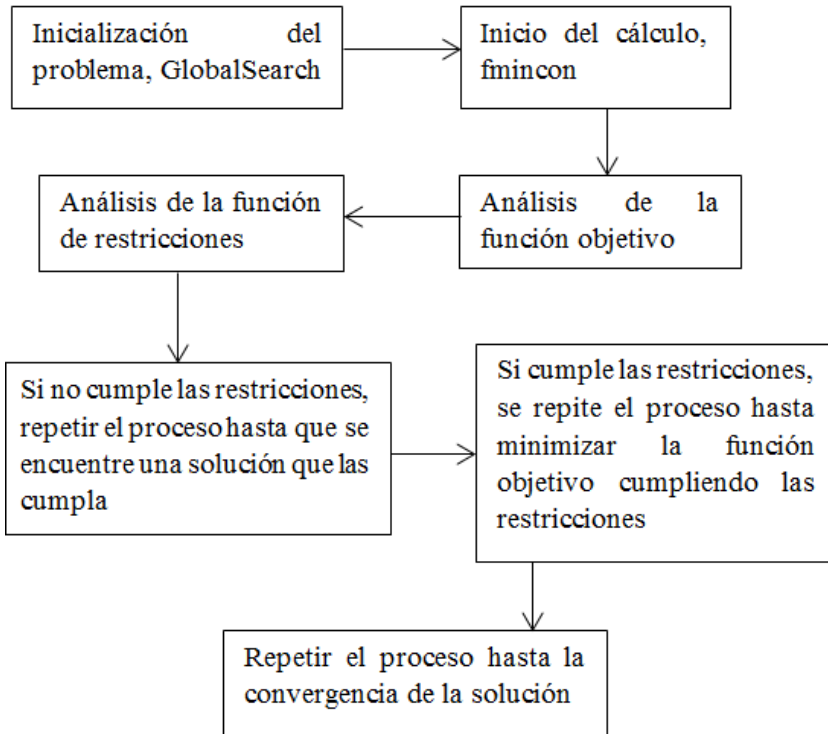 Inicialización del
problema, GlobalSearch
Inicio del cálculo,
fmincon
Análisis de la
función objetivo
Análisis de la función
de restricciones
Si no cumple las restricciones,
repetir el proceso hasta que se
encuentre una solución que las
cumpla
Si cumple las restricciones,
se repite el proceso hasta
minimizar la función
objetivo cumpliendo las
restricciones
Repetir el proceso hasta la
convergencia de la solución